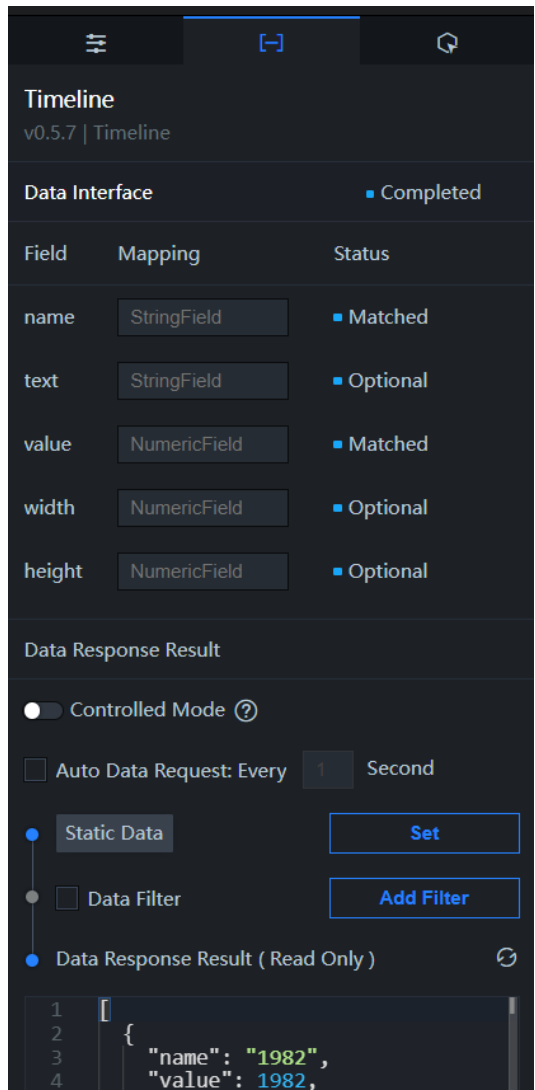 Timeline
v0.5.7 | Timeline
Data Interface Completed
Field Mapping Status
name StringField Matched
text StringField Optional
value NumericField Matched
width NumericField Optional
height NumericField Optional
Data Response Result
Controlled Mode ?
Auto Data Request: Every 1 Second
Static Data Set
Data Filter Add Filter
Data Response Result ( Read Only )
1 [
2 {
3 "name": "1982",
4 "value": 1982,